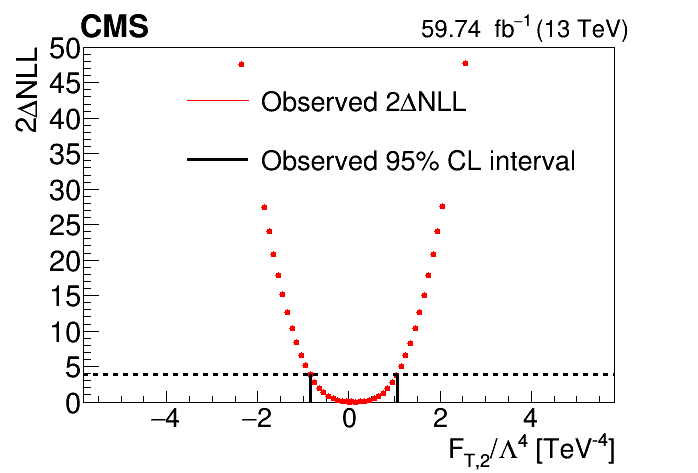 CMS
59.74 fb⁻¹ (13 TeV)
2ΔNLL
50
45
40
35
30
25
20
15
10
5
0
Observed 2ΔNLL
Observed 95% CL interval
−4 −2 0 2 4
F_T,2/Λ⁴ [TeV⁻⁴]